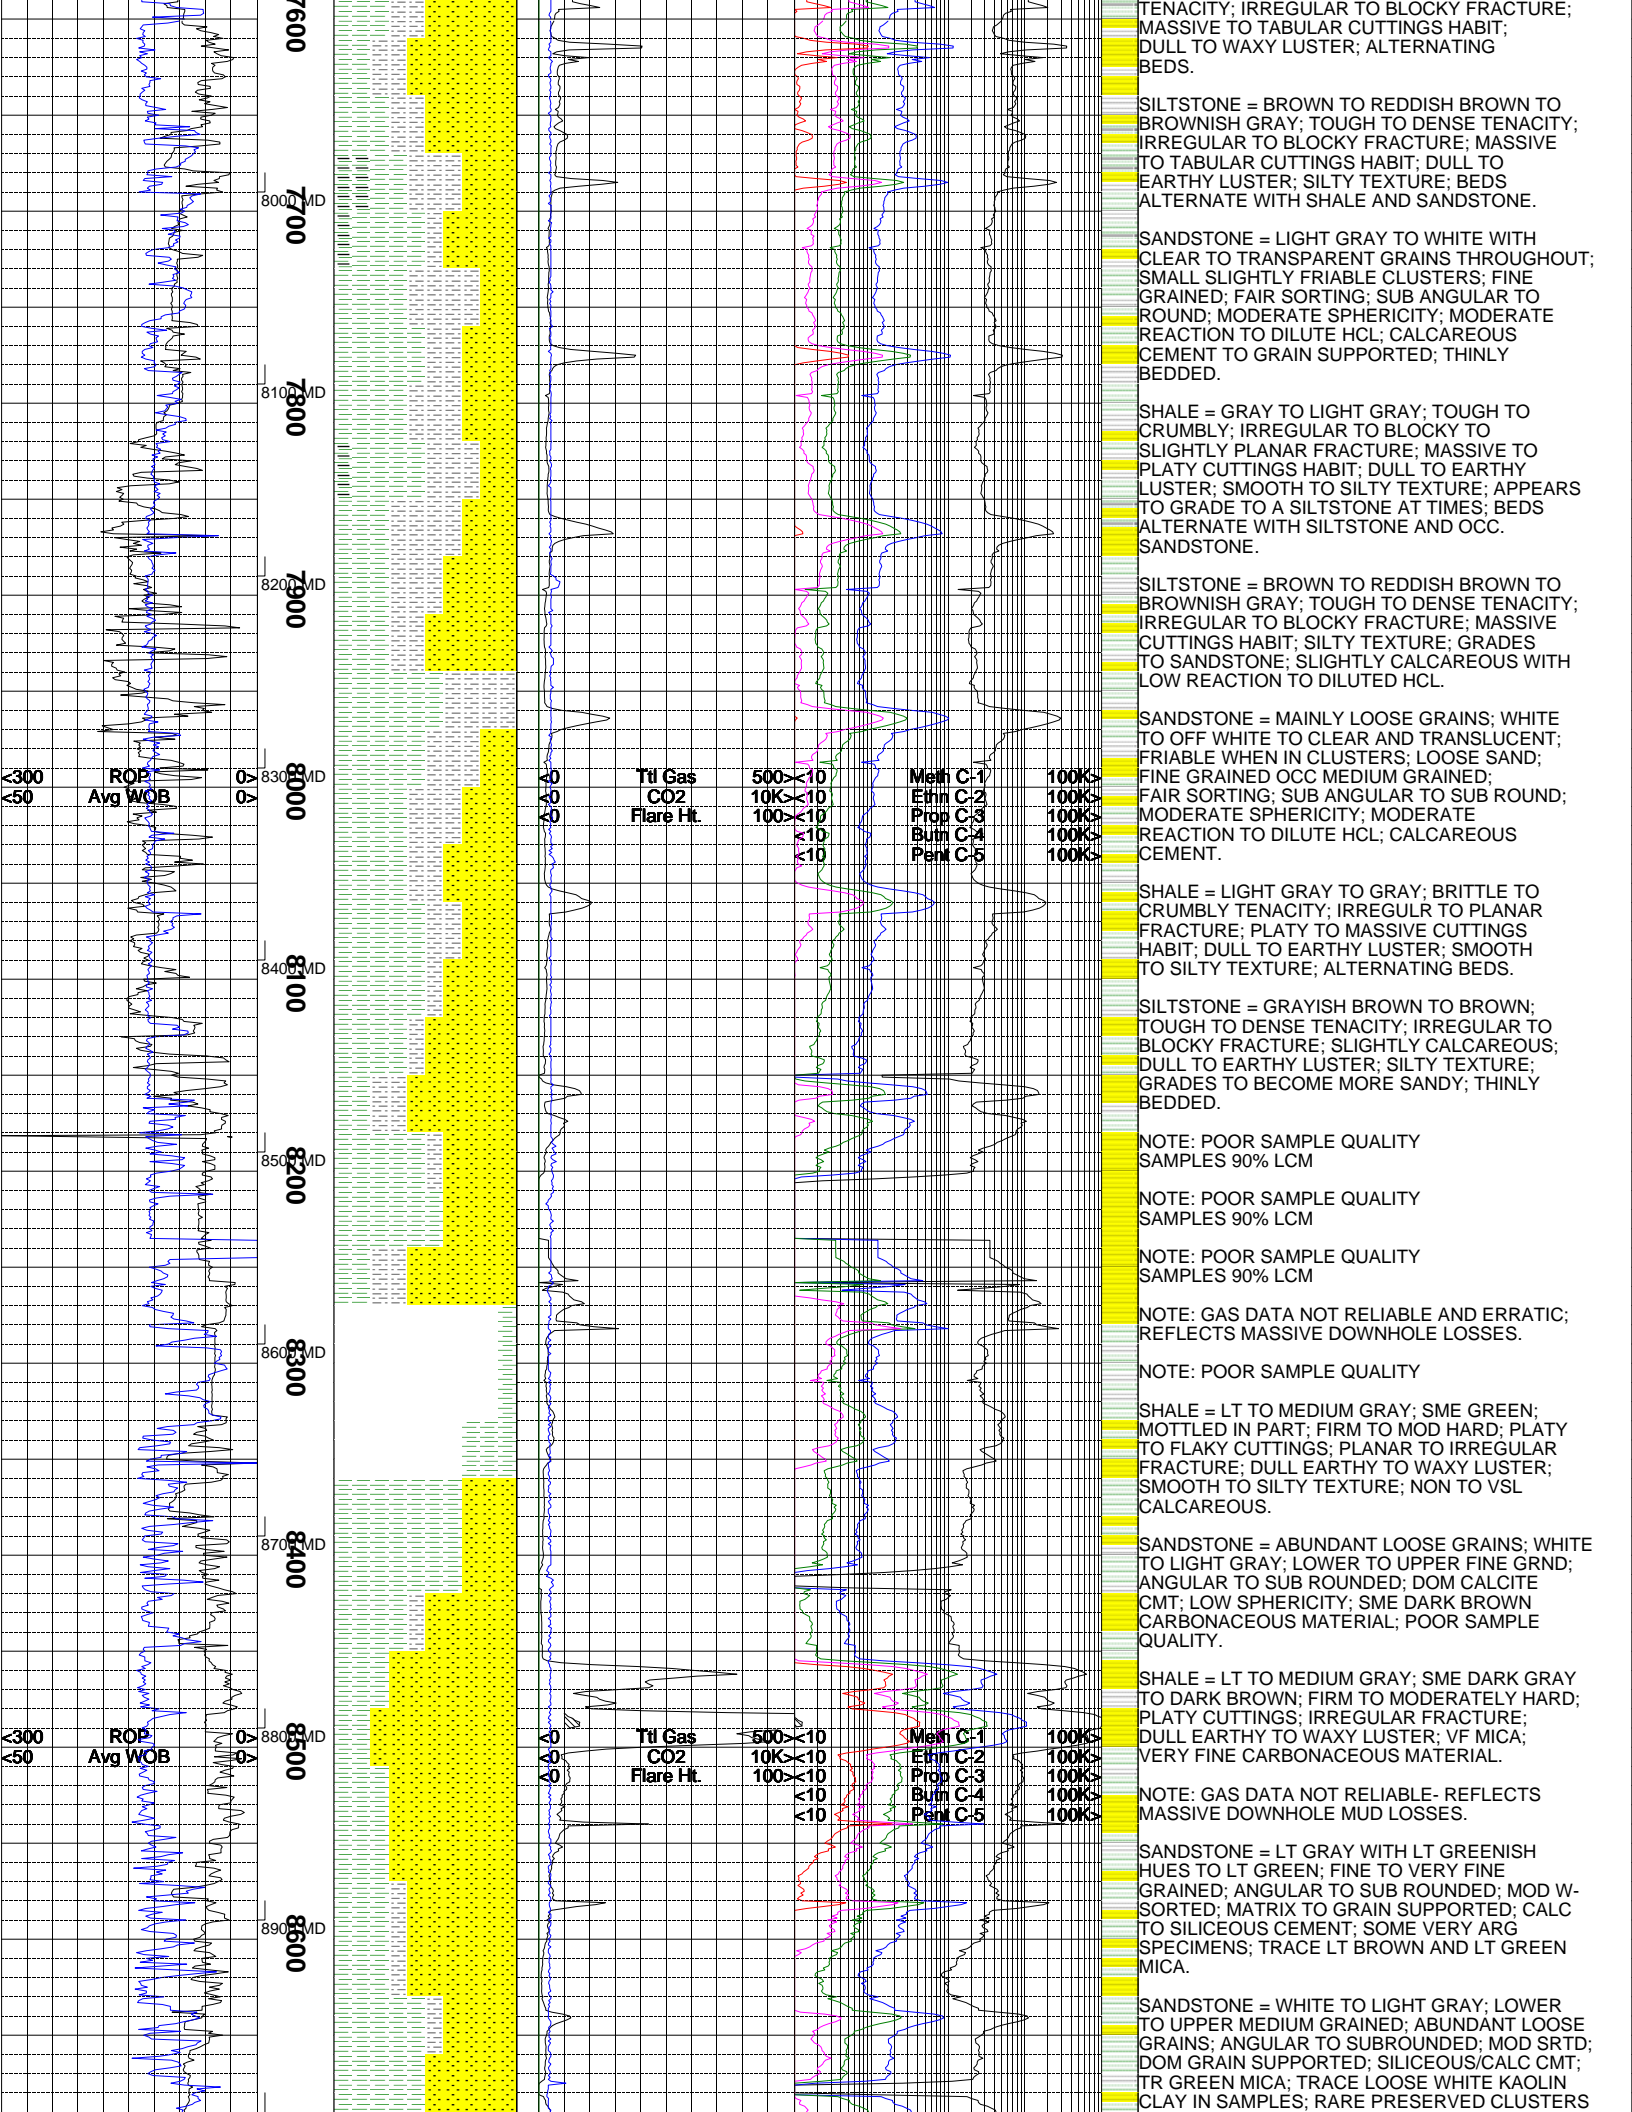 7600
8000 MD
7700
8100 MD
7800
8200 MD
7900
8300 MD
8000
8400 MD
8100
8500 MD
8200
8600 MD
8300
8700 MD
8400
8800 MD
8500
8900 MD
8600
<300 ROP 0>
<50 Avg WOB 0>
<0 Ttl Gas 500>
<0 CO2 10K>
<0 Flare Ht. 100>
<10 Meth C-1 100K>
<10 Ethn C-2 100K>
<10 Prop C-3 100K>
<10 Butn C-4 100K>
<10 Pent C-5 100K>
<300 ROP 0>
<50 Avg WOB 0>
<0 Ttl Gas 500>
<0 CO2 10K>
<0 Flare Ht. 100>
<10 Meth C-1 100K>
<10 Ethn C-2 100K>
<10 Prop C-3 100K>
<10 Butn C-4 100K>
<10 Pent C-5 100K>
TENACITY; IRREGULAR TO BLOCKY FRACTURE;
MASSIVE TO TABULAR CUTTINGS HABIT;
DULL TO WAXY LUSTER; ALTERNATING
BEDS.
SILTSTONE = BROWN TO REDDISH BROWN TO
BROWNISH GRAY; TOUGH TO DENSE TENACITY;
IRREGULAR TO BLOCKY FRACTURE; MASSIVE
TO TABULAR CUTTINGS HABIT; DULL TO
EARTHY LUSTER; SILTY TEXTURE; BEDS
ALTERNATE WITH SHALE AND SANDSTONE.
SANDSTONE = LIGHT GRAY TO WHITE WITH
CLEAR TO TRANSPARENT GRAINS THROUGHOUT;
SMALL SLIGHTLY FRIABLE CLUSTERS; FINE
GRAINED; FAIR SORTING; SUB ANGULAR TO
ROUND; MODERATE SPHERICITY; MODERATE
REACTION TO DILUTE HCL; CALCAREOUS
CEMENT TO GRAIN SUPPORTED; THINLY
BEDDED.
SHALE = GRAY TO LIGHT GRAY; TOUGH TO
CRUMBLY; IRREGULAR TO BLOCKY TO
SLIGHTLY PLANAR FRACTURE; MASSIVE TO
PLATY CUTTINGS HABIT; DULL TO EARTHY
LUSTER; SMOOTH TO SILTY TEXTURE; APPEARS
TO GRADE TO A SILTSTONE AT TIMES; BEDS
ALTERNATE WITH SILTSTONE AND OCC.
SANDSTONE.
SILTSTONE = BROWN TO REDDISH BROWN TO
BROWNISH GRAY; TOUGH TO DENSE TENACITY;
IRREGULAR TO BLOCKY FRACTURE; MASSIVE
CUTTINGS HABIT; SILTY TEXTURE; GRADES
TO SANDSTONE; SLIGHTLY CALCAREOUS WITH
LOW REACTION TO DILUTED HCL.
SANDSTONE = MAINLY LOOSE GRAINS; WHITE
TO OFF WHITE TO CLEAR AND TRANSLUCENT;
FRIABLE WHEN IN CLUSTERS; LOOSE SAND;
FINE GRAINED OCC MEDIUM GRAINED;
FAIR SORTING; SUB ANGULAR TO SUB ROUND;
MODERATE SPHERICITY; MODERATE
REACTION TO DILUTE HCL; CALCAREOUS
CEMENT.
SHALE = LIGHT GRAY TO GRAY; BRITTLE TO
CRUMBLY TENACITY; IRREGULR TO PLANAR
FRACTURE; PLATY TO MASSIVE CUTTINGS
HABIT; DULL TO EARTHY LUSTER; SMOOTH
TO SILTY TEXTURE; ALTERNATING BEDS.
SILTSTONE = GRAYISH BROWN TO BROWN;
TOUGH TO DENSE TENACITY; IRREGULAR TO
BLOCKY FRACTURE; SLIGHTLY CALCAREOUS;
DULL TO EARTHY LUSTER; SILTY TEXTURE;
GRADES TO BECOME MORE SANDY; THINLY
BEDDED.
NOTE: POOR SAMPLE QUALITY
SAMPLES 90% LCM
NOTE: POOR SAMPLE QUALITY
SAMPLES 90% LCM
NOTE: POOR SAMPLE QUALITY
SAMPLES 90% LCM
NOTE: GAS DATA NOT RELIABLE AND ERRATIC;
REFLECTS MASSIVE DOWNHOLE LOSSES.
NOTE: POOR SAMPLE QUALITY
SHALE = LT TO MEDIUM GRAY; SME GREEN;
MOTTLED IN PART; FIRM TO MOD HARD; PLATY
TO FLAKY CUTTINGS; PLANAR TO IRREGULAR
FRACTURE; DULL EARTHY TO WAXY LUSTER;
SMOOTH TO SILTY TEXTURE; NON TO VSL
CALCAREOUS.
SANDSTONE = ABUNDANT LOOSE GRAINS; WHITE
TO LIGHT GRAY; LOWER TO UPPER FINE GRND;
ANGULAR TO SUB ROUNDED; DOM CALCITE
CMT; LOW SPHERICITY; SME DARK BROWN
CARBONACEOUS MATERIAL; POOR SAMPLE
QUALITY.
SHALE = LT TO MEDIUM GRAY; SME DARK GRAY
TO DARK BROWN; FIRM TO MODERATELY HARD;
PLATY CUTTINGS; IRREGULAR FRACTURE;
DULL EARTHY TO WAXY LUSTER; VF MICA;
VERY FINE CARBONACEOUS MATERIAL.
NOTE: GAS DATA NOT RELIABLE- REFLECTS
MASSIVE DOWNHOLE MUD LOSSES.
SANDSTONE = LT GRAY WITH LT GREENISH
HUES TO LT GREEN; FINE TO VERY FINE
GRAINED; ANGULAR TO SUB ROUNDED; MOD W-
SORTED; MATRIX TO GRAIN SUPPORTED; CALC
TO SILICEOUS CEMENT; SOME VERY ARG
SPECIMENS; TRACE LT BROWN AND LT GREEN
MICA.
SANDSTONE = WHITE TO LIGHT GRAY; LOWER
TO UPPER MEDIUM GRAINED; ABUNDANT LOOSE
GRAINS; ANGULAR TO SUBROUNDED; MOD SRTD;
DOM GRAIN SUPPORTED; SILICEOUS/CALC CMT;
TR GREEN MICA; TRACE LOOSE WHITE KAOLIN
CLAY IN SAMPLES; RARE PRESERVED CLUSTERS